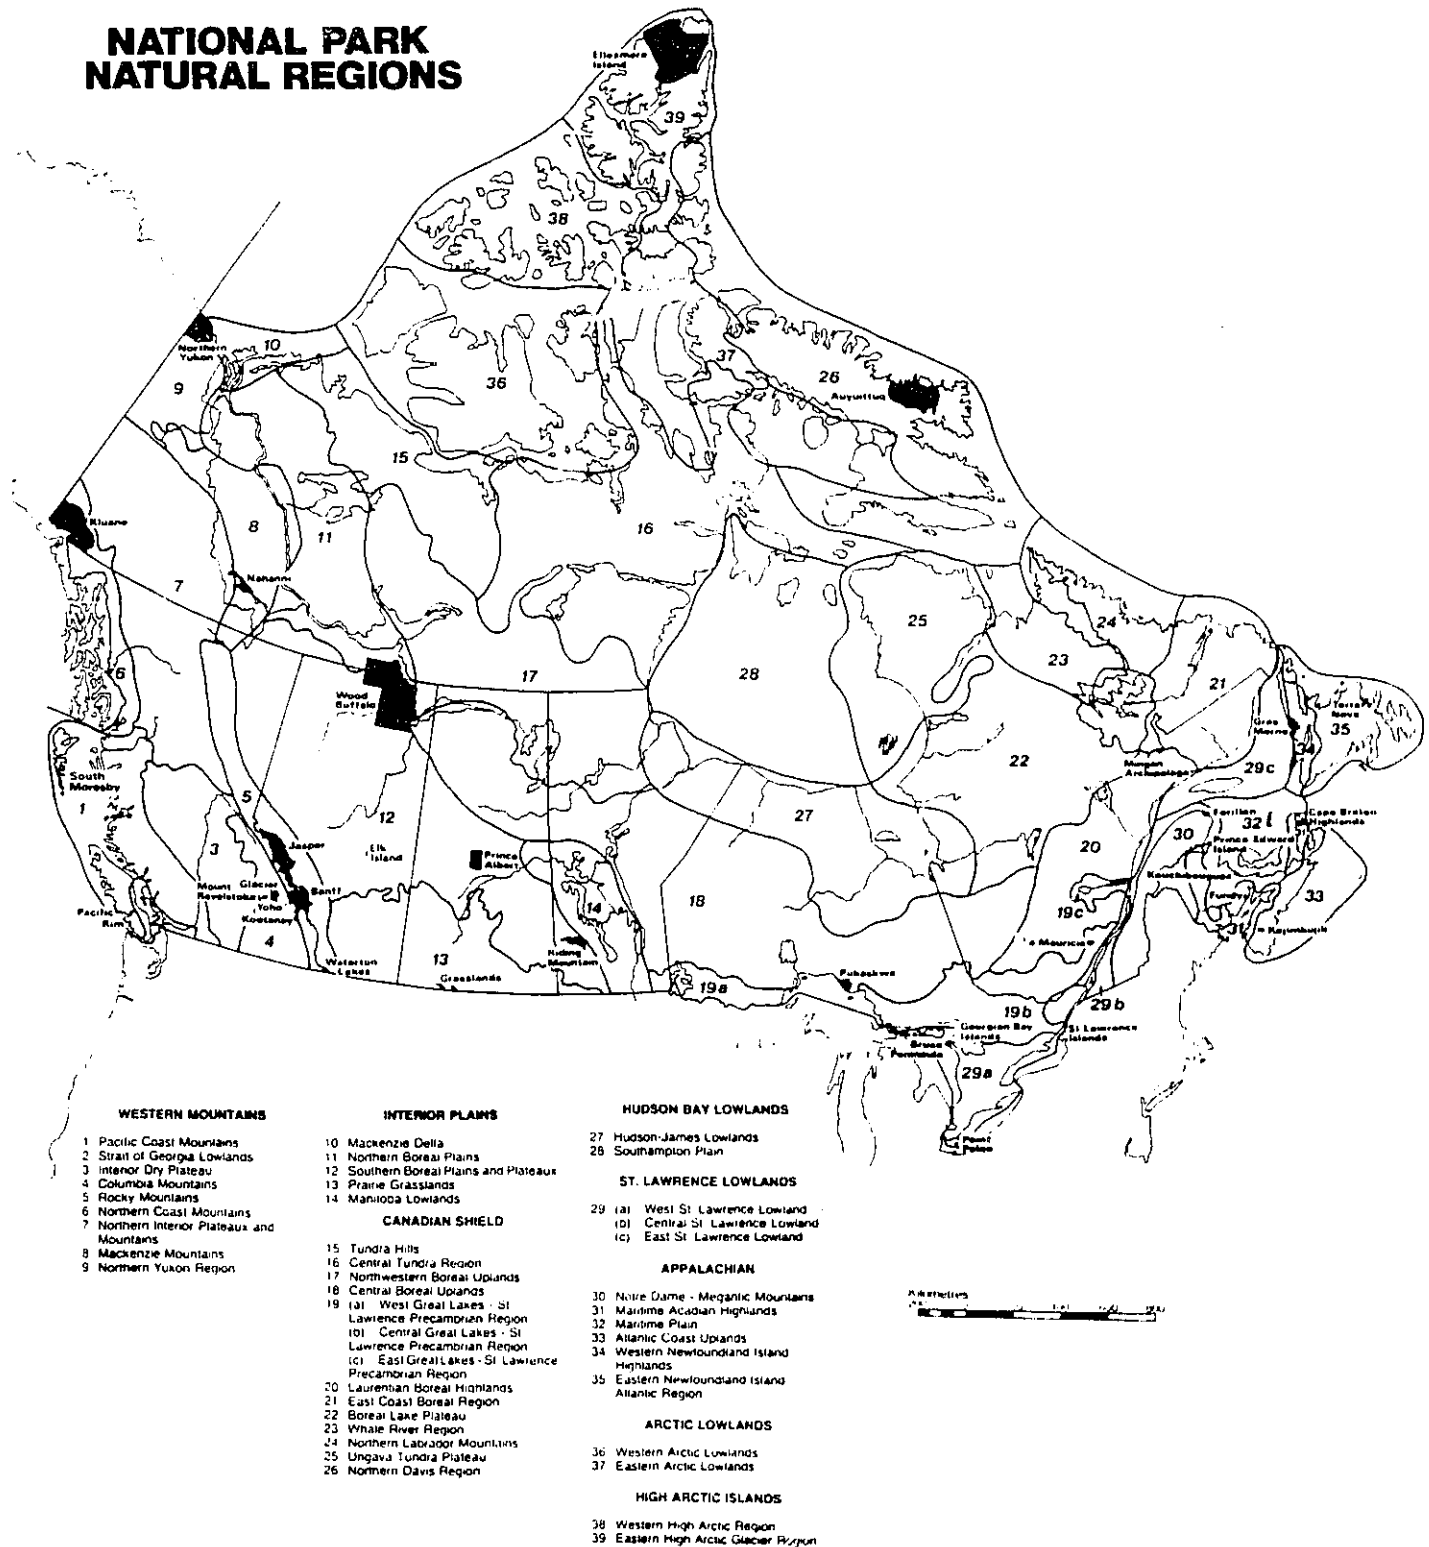 NATIONAL PARK
NATURAL REGIONS
Ellesmere
Island
39
38
Northern
Yukon
10
9
36
37
26
Auyuittuq
15
16
8
11
Kluane
Nahanni
7
6
17
28
25
24
23
21
Wood
Buffalo
Terra
Nova
35
Gros
Morne
34
South
Moresby
1
5
12
22
Mingan
Archipelago
29c
27
Forillon
32
Cape Breton
Highlands
30
Prince Edward
Island
20
Kouchibouguac
3
Jasper
Elk
Island
Prince
Albert
Mount
Revelstoke
Glacier
Yoho
Kootenay
Banff
14
18
19c
Fundy
33
31
Kejimkujik
Pacific
Rim
4
Waterton
Lakes
13
Grasslands
Riding
Mountain
La Mauricie
Pukaskwa
19a
19b
29b
Georgian Bay
Islands
St Lawrence
Islands
Bruce
Peninsula
29a
Point
Pelee
WESTERN MOUNTAINS
1 Pacific Coast Mountains
2 Strait of Georgia Lowlands
3 Interior Dry Plateau
4 Columbia Mountains
5 Rocky Mountains
6 Northern Coast Mountains
7 Northern Interior Plateaux and
Mountains
8 Mackenzie Mountains
9 Northern Yukon Region
INTERIOR PLAINS
10 Mackenzie Delta
11 Northern Boreal Plains
12 Southern Boreal Plains and Plateaux
13 Prairie Grasslands
14 Manitoba Lowlands
CANADIAN SHIELD
15 Tundra Hills
16 Central Tundra Region
17 Northwestern Boreal Uplands
18 Central Boreal Uplands
19 (a) West Great Lakes - St
Lawrence Precambrian Region
(b) Central Great Lakes - St
Lawrence Precambrian Region
(c) East Great Lakes - St Lawrence
Precambrian Region
20 Laurentian Boreal Highlands
21 East Coast Boreal Region
22 Boreal Lake Plateau
23 Whale River Region
24 Northern Labrador Mountains
25 Ungava Tundra Plateau
26 Northern Davis Region
HUDSON BAY LOWLANDS
27 Hudson-James Lowlands
28 Southampton Plain
ST. LAWRENCE LOWLANDS
29 (a) West St Lawrence Lowland
(b) Central St Lawrence Lowland
(c) East St Lawrence Lowland
APPALACHIAN
30 Notre Dame - Megantic Mountains
31 Maritime Acadian Highlands
32 Maritime Plain
33 Atlantic Coast Uplands
34 Western Newfoundland Island
Highlands
35 Eastern Newfoundland Island
Atlantic Region
ARCTIC LOWLANDS
36 Western Arctic Lowlands
37 Eastern Arctic Lowlands
HIGH ARCTIC ISLANDS
38 Western High Arctic Region
39 Eastern High Arctic Glacier Region
Kilometres